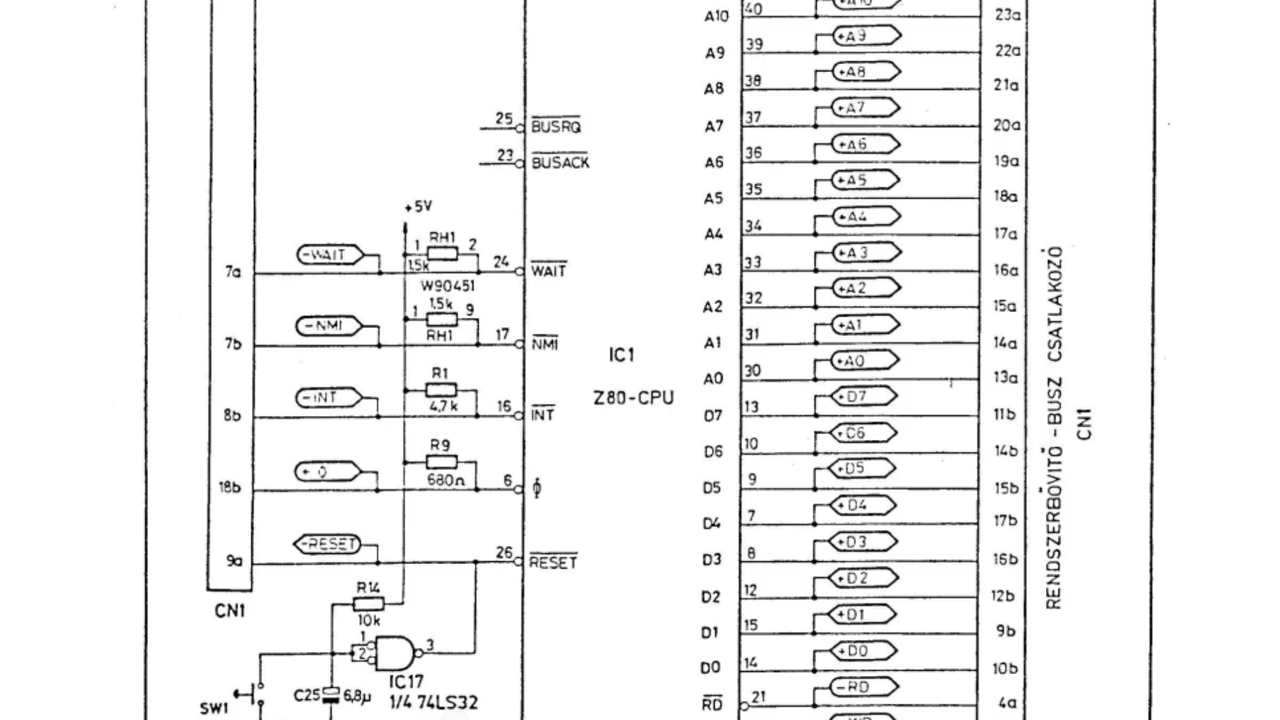 25
BUSRQ
23
BUSACK
+5V
-WAIT
1
RH1
2
1,5k
7a
24
WAIT
W90451
1,5k
-NMI
1
9
RH1
7b
17
NMI
R1
-INT
4,7k
8b
16
INT
R9
680Ω
18b
6
ϕ
-RESET
9a
26
RESET
CN1
R14
10k
1
2
3
IC17
1/4 74LS32
C25
6,8µ
SW1
IC1
Z80-CPU
A10
40
+A10
23a
A9
39
+A9
22a
A8
38
+A8
21a
A7
37
+A7
20a
A6
36
+A6
19a
A5
35
+A5
18a
A4
34
+A4
17a
A3
33
+A3
16a
A2
32
+A2
15a
A1
31
+A1
14a
A0
30
+A0
13a
D7
13
+D7
11b
D6
10
+D6
14b
D5
9
+D5
15b
D4
7
+D4
17b
D3
8
+D3
16b
D2
12
+D2
12b
D1
15
+D1
9b
D0
14
+D0
10b
RD
21
-RD
4a
RENDSZERBŐVITŐ - BUSZ CSATLAKOZÓ
CN1